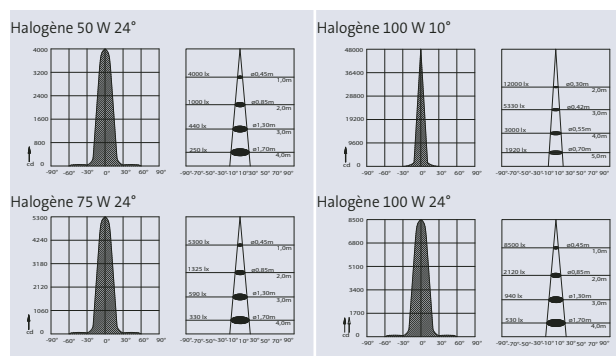 Halogène 50 W 24°
4000
3200
2400
1600
800
cd 0
-90° -60° -30° 0° 30° 60° 90°
4000 lx ø0,45m
1,0m
1000 lx ø0,85m
2,0m
440 lx ø1,30m
3,0m
250 lx ø1,70m
4,0m
-90°-70°-50°-30°-10°10°30°50°70°90°
Halogène 100 W 10°
48000
38400
28800
19200
9600
cd 0
-90° -60° -30° 0° 30° 60° 90°
12000 lx ø0,30m
2,0m
5330 lx ø0,42m
3,0m
3000 lx ø0,55m
4,0m
1920 lx ø0,70m
5,0m
-90°-70°-50°-30°-10°10°30°50°70°90°
Halogène 75 W 24°
5300
4240
3180
2120
1060
cd 0
-90° -60° -30° 0° 30° 60° 90°
5300 lx ø0,45m
1,0m
1325 lx ø0,85m
2,0m
590 lx ø1,30m
3,0m
330 lx ø1,70m
4,0m
-90°-70°-50°-30°-10°10°30°50°70°90°
Halogène 100 W 24°
8500
6800
5100
3400
1700
cd 0
-90° -60° -30° 0° 30° 60° 90°
8500 lx ø0,45m
1,0m
2120 lx ø0,85m
2,0m
940 lx ø1,30m
3,0m
530 lx ø1,70m
4,0m
-90°-70°-50°-30°-10°10°30°50°70°90°